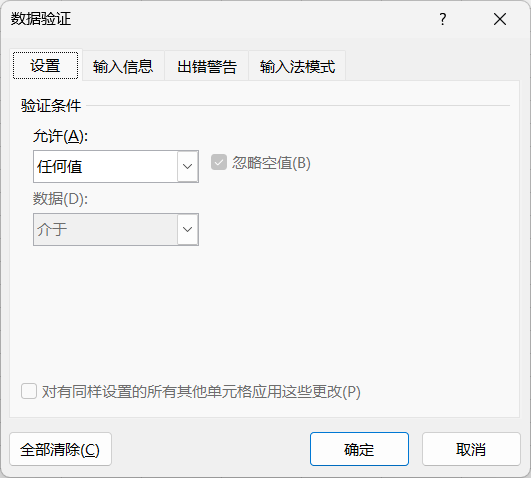 数据验证
?
设置 输入信息 出错警告 输入法模式
验证条件
允许(A):
任何值 忽略空值(B)
数据(D):
介于
对有同样设置的所有其他单元格应用这些更改(P)
全部清除(C) 确定 取消